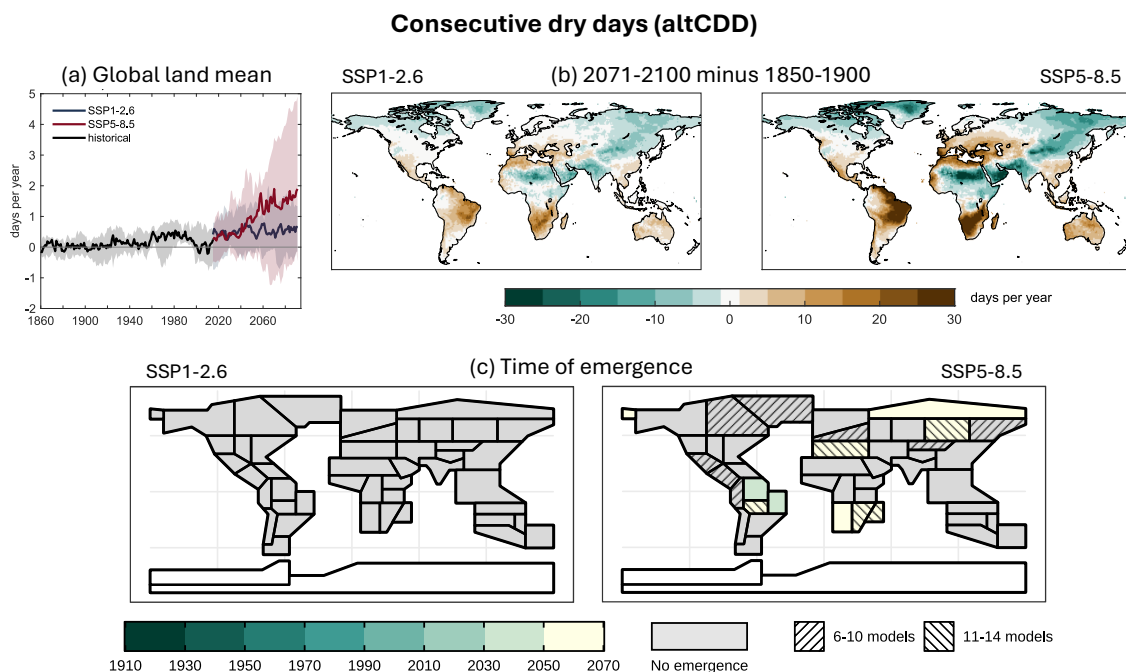 Consecutive dry days (altCDD)
(a) Global land mean
SSP1-2.6
(b) 2071-2100 minus 1850-1900
SSP5-8.5
5
4
3
2
1
0
-1
-2
days per year
SSP1-2.6
SSP5-8.5
historical
1860 1900 1940 1980 2020 2060
-30 -20 -10 0 10 20 30
days per year
SSP1-2.6
(c) Time of emergence
SSP5-8.5
1910 1930 1950 1970 1990 2010 2030 2050 2070
No emergence
6-10 models
11-14 models